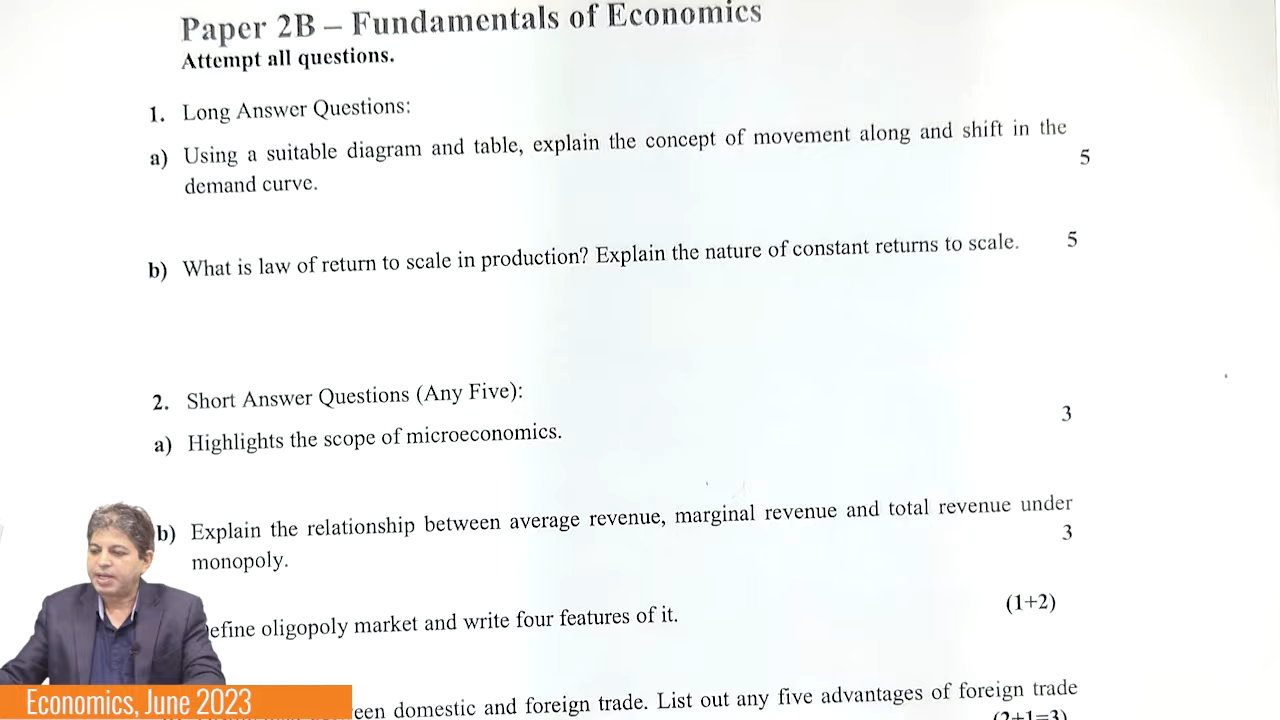 Paper 2B – Fundamentals of Economics
Attempt all questions.
1. Long Answer Questions:
a) Using a suitable diagram and table, explain the concept of movement along and shift in the
demand curve. 5
b) What is law of return to scale in production? Explain the nature of constant returns to scale. 5
2. Short Answer Questions (Any Five):
a) Highlights the scope of microeconomics. 3
b) Explain the relationship between average revenue, marginal revenue and total revenue under
monopoly. 3
efine oligopoly market and write four features of it. (1+2)
een domestic and foreign trade. List out any five advantages of foreign trade
(2+1=3)
Economics, June 2023